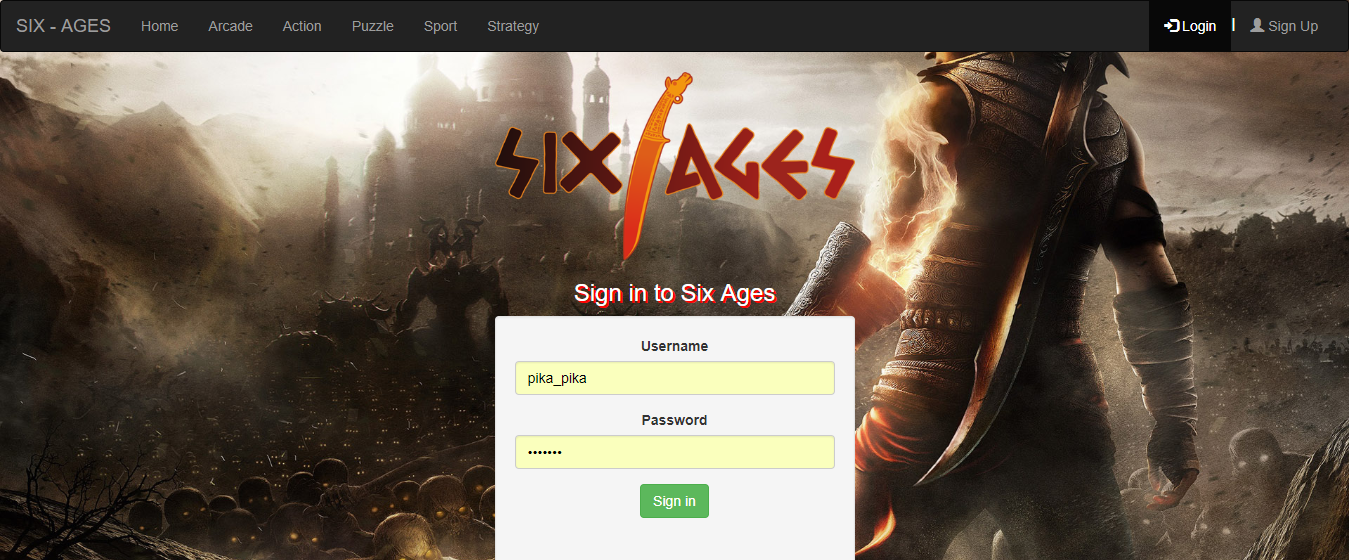 SIX - AGES Home Arcade Action Puzzle Sport Strategy Login | Sign Up
SIX AGES
Sign in to Six Ages
Username
pika_pika
Password
•••••••
Sign in